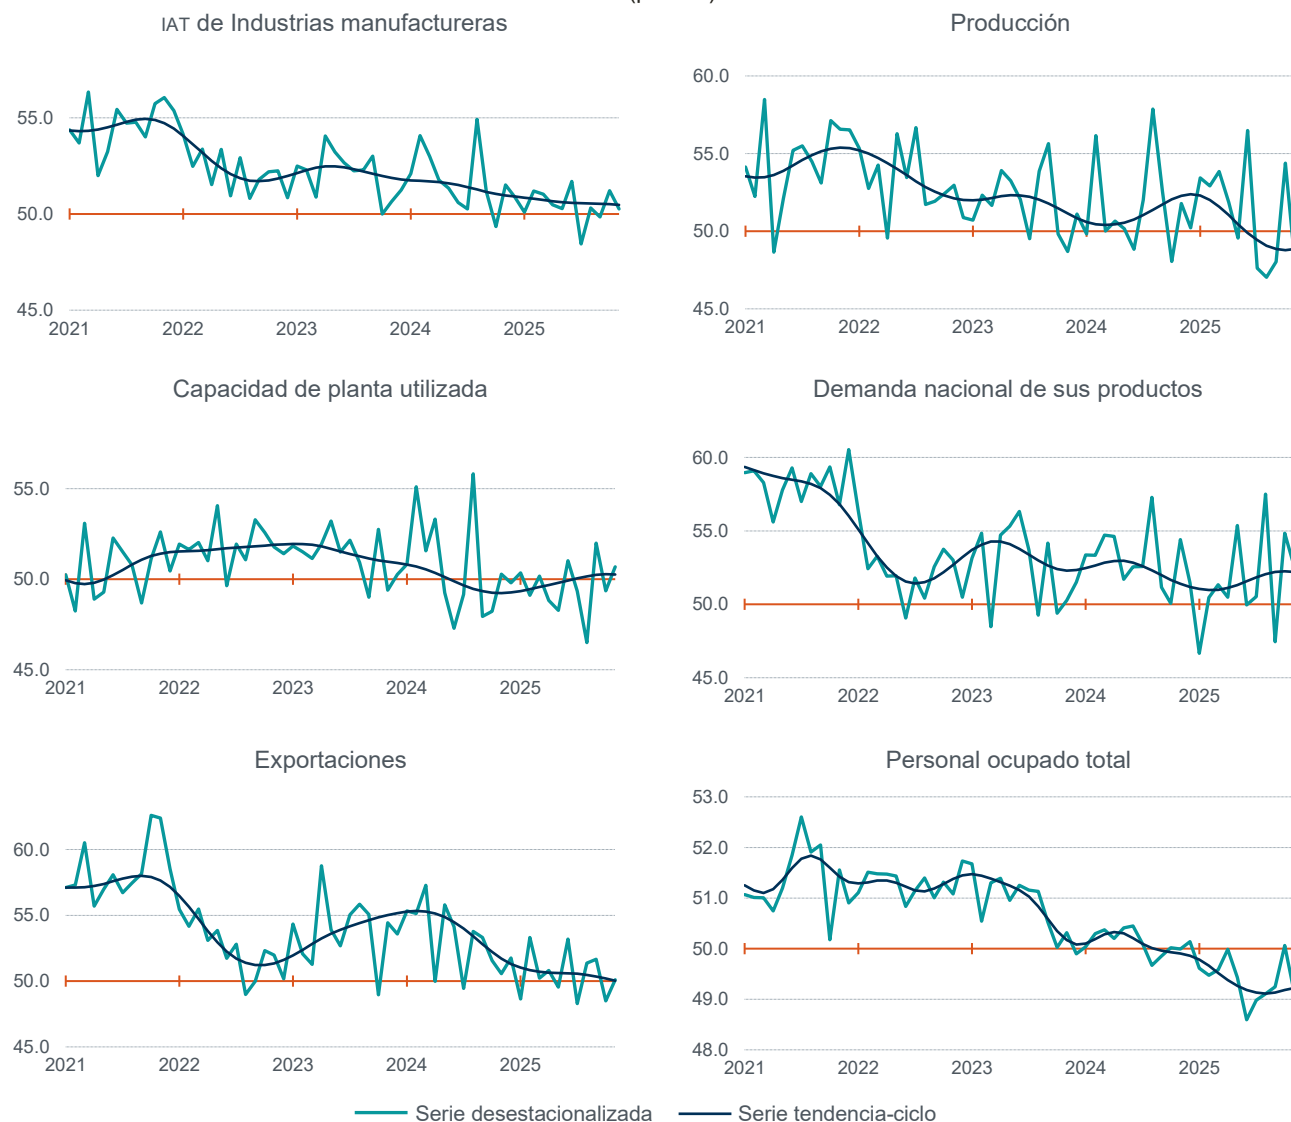 IAT de Industrias manufactureras
55.0
50.0
45.0
2021 2022 2023 2024 2025
Producción
60.0
55.0
50.0
45.0
2021 2022 2023 2024 2025
Capacidad de planta utilizada
55.0
50.0
45.0
2021 2022 2023 2024 2025
Demanda nacional de sus productos
60.0
55.0
50.0
45.0
2021 2022 2023 2024 2025
Exportaciones
60.0
55.0
50.0
45.0
2021 2022 2023 2024 2025
Personal ocupado total
53.0
52.0
51.0
50.0
49.0
48.0
2021 2022 2023 2024 2025
Serie desestacionalizada Serie tendencia-ciclo